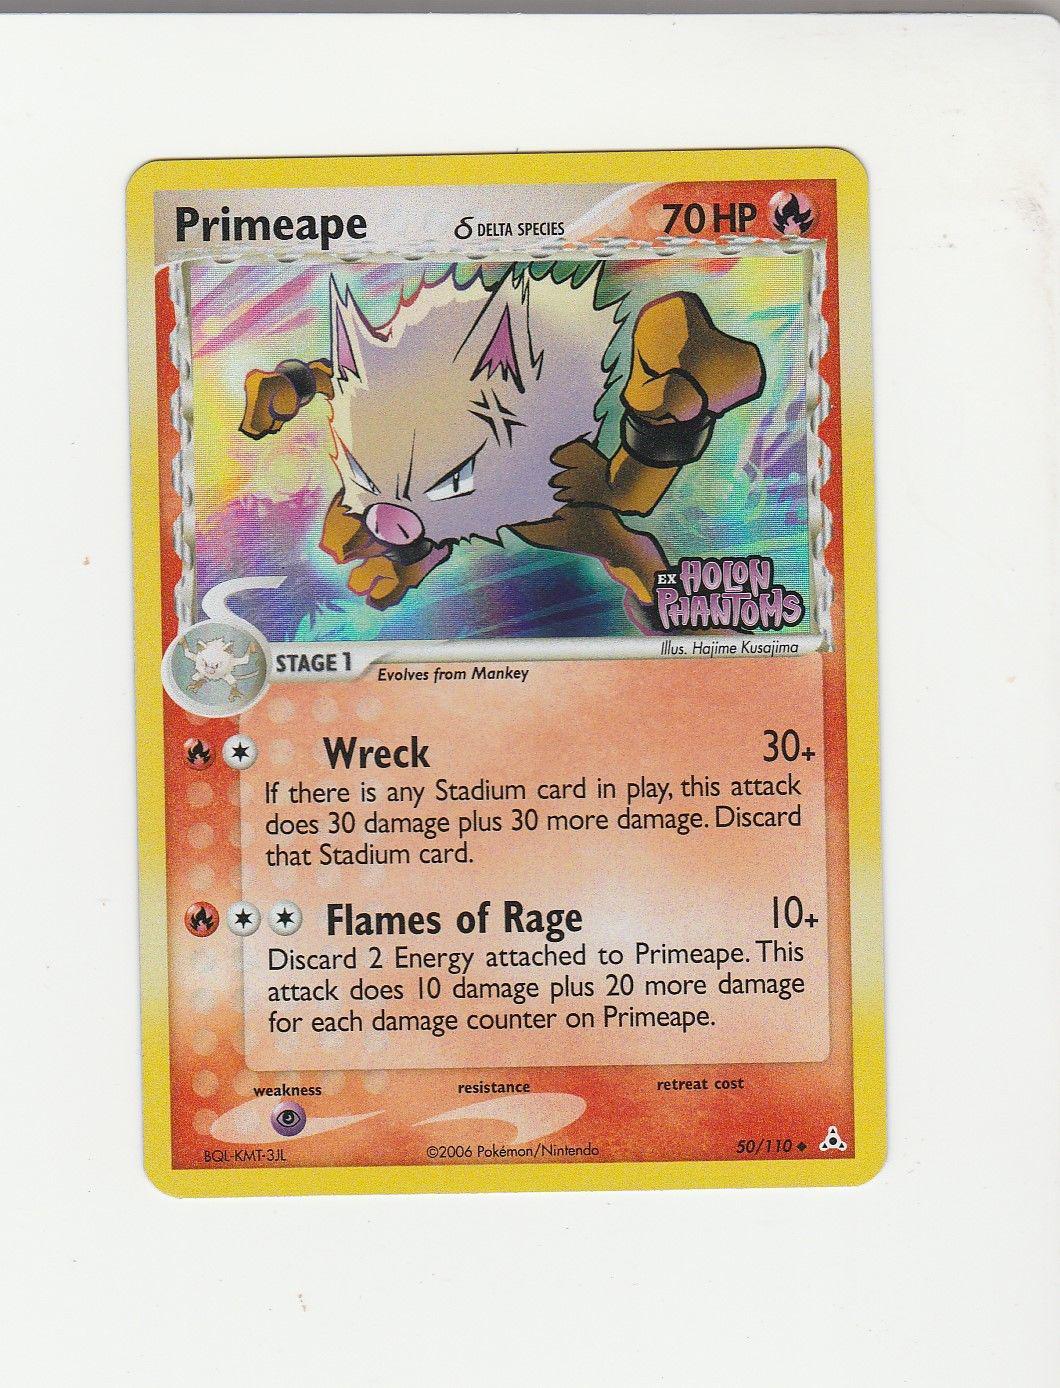 Primeape
δ DELTA SPECIES
70 HP
EX HOLON
PHANTOMS
Illus. Hajime Kusajima
STAGE 1
Evolves from Mankey
Wreck 30+
If there is any Stadium card in play, this attack
does 30 damage plus 30 more damage. Discard
that Stadium card.
Flames of Rage 10+
Discard 2 Energy attached to Primeape. This
attack does 10 damage plus 20 more damage
for each damage counter on Primeape.
weakness
resistance
retreat cost
BQL-KMT-3JL
©2006 Pokémon/Nintendo
50/110